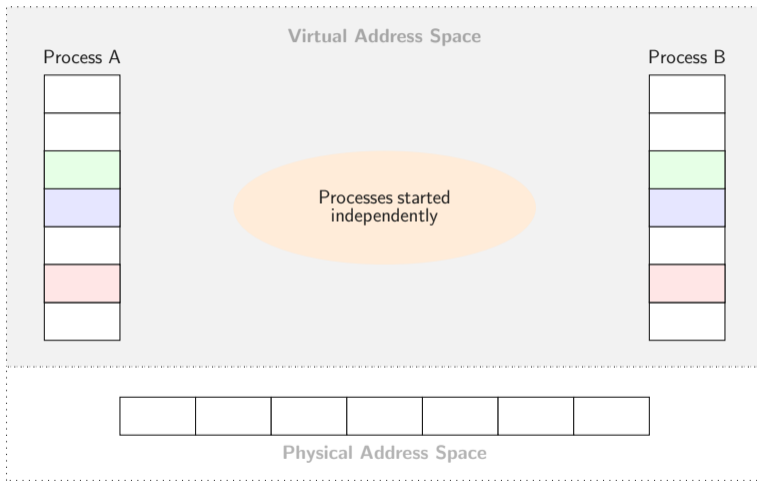 Virtual Address Space
Process A
Process B
Processes started
independently
Physical Address Space